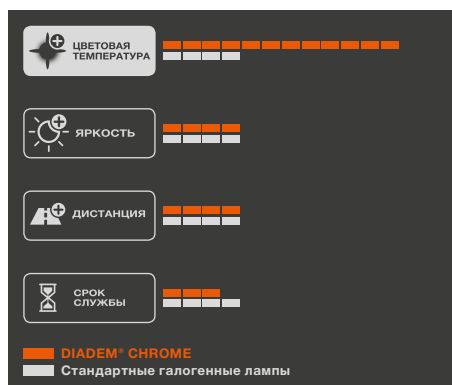 ЦВЕТОВАЯ
ТЕМПЕРАТУРА
ЯРКОСТЬ
ДИСТАНЦИЯ
СРОК
СЛУЖБЫ
DIADEM® CHROME
Стандартные галогенные лампы